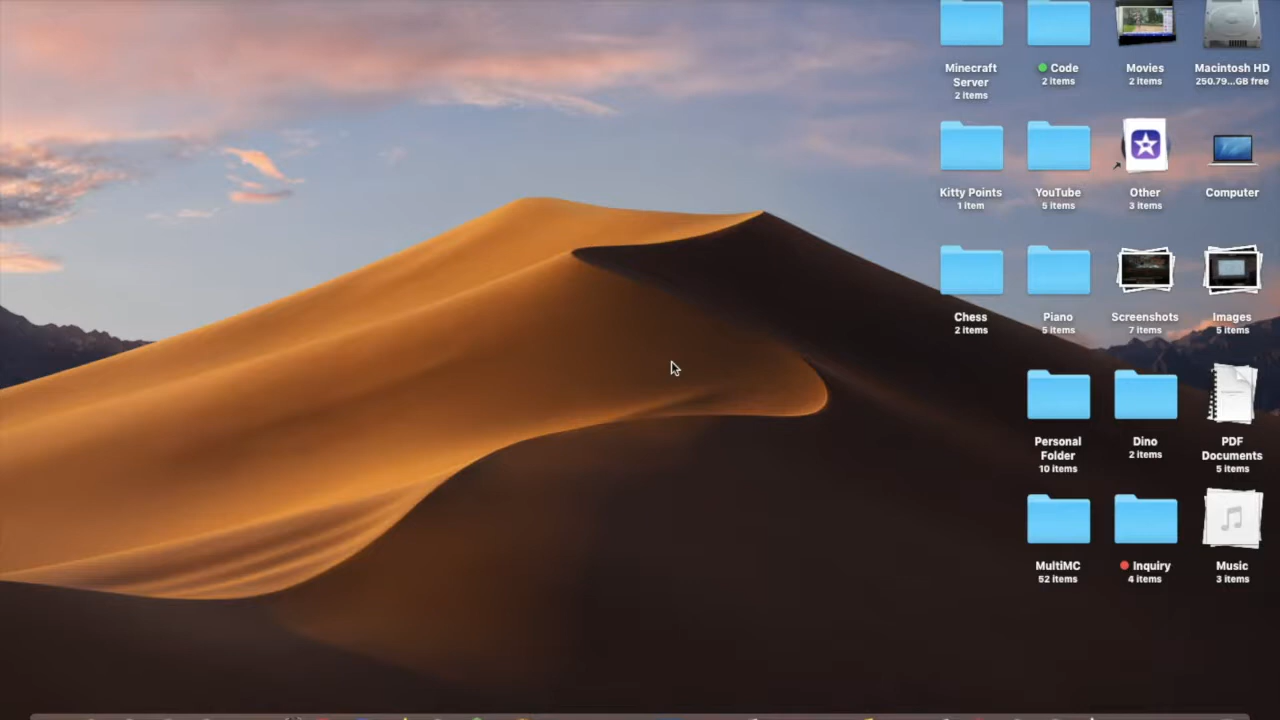 Minecraft
Server
2 items
Code
2 items
Movies
2 items
Macintosh HD
250.79...GB free
Kitty Points
1 item
YouTube
5 items
Other
3 items
Computer
Chess
2 items
Piano
5 items
Screenshots
7 items
Images
5 items
Personal
Folder
10 items
Dino
2 items
PDF
Documents
5 items
MultiMC
52 items
Inquiry
4 items
Music
3 items